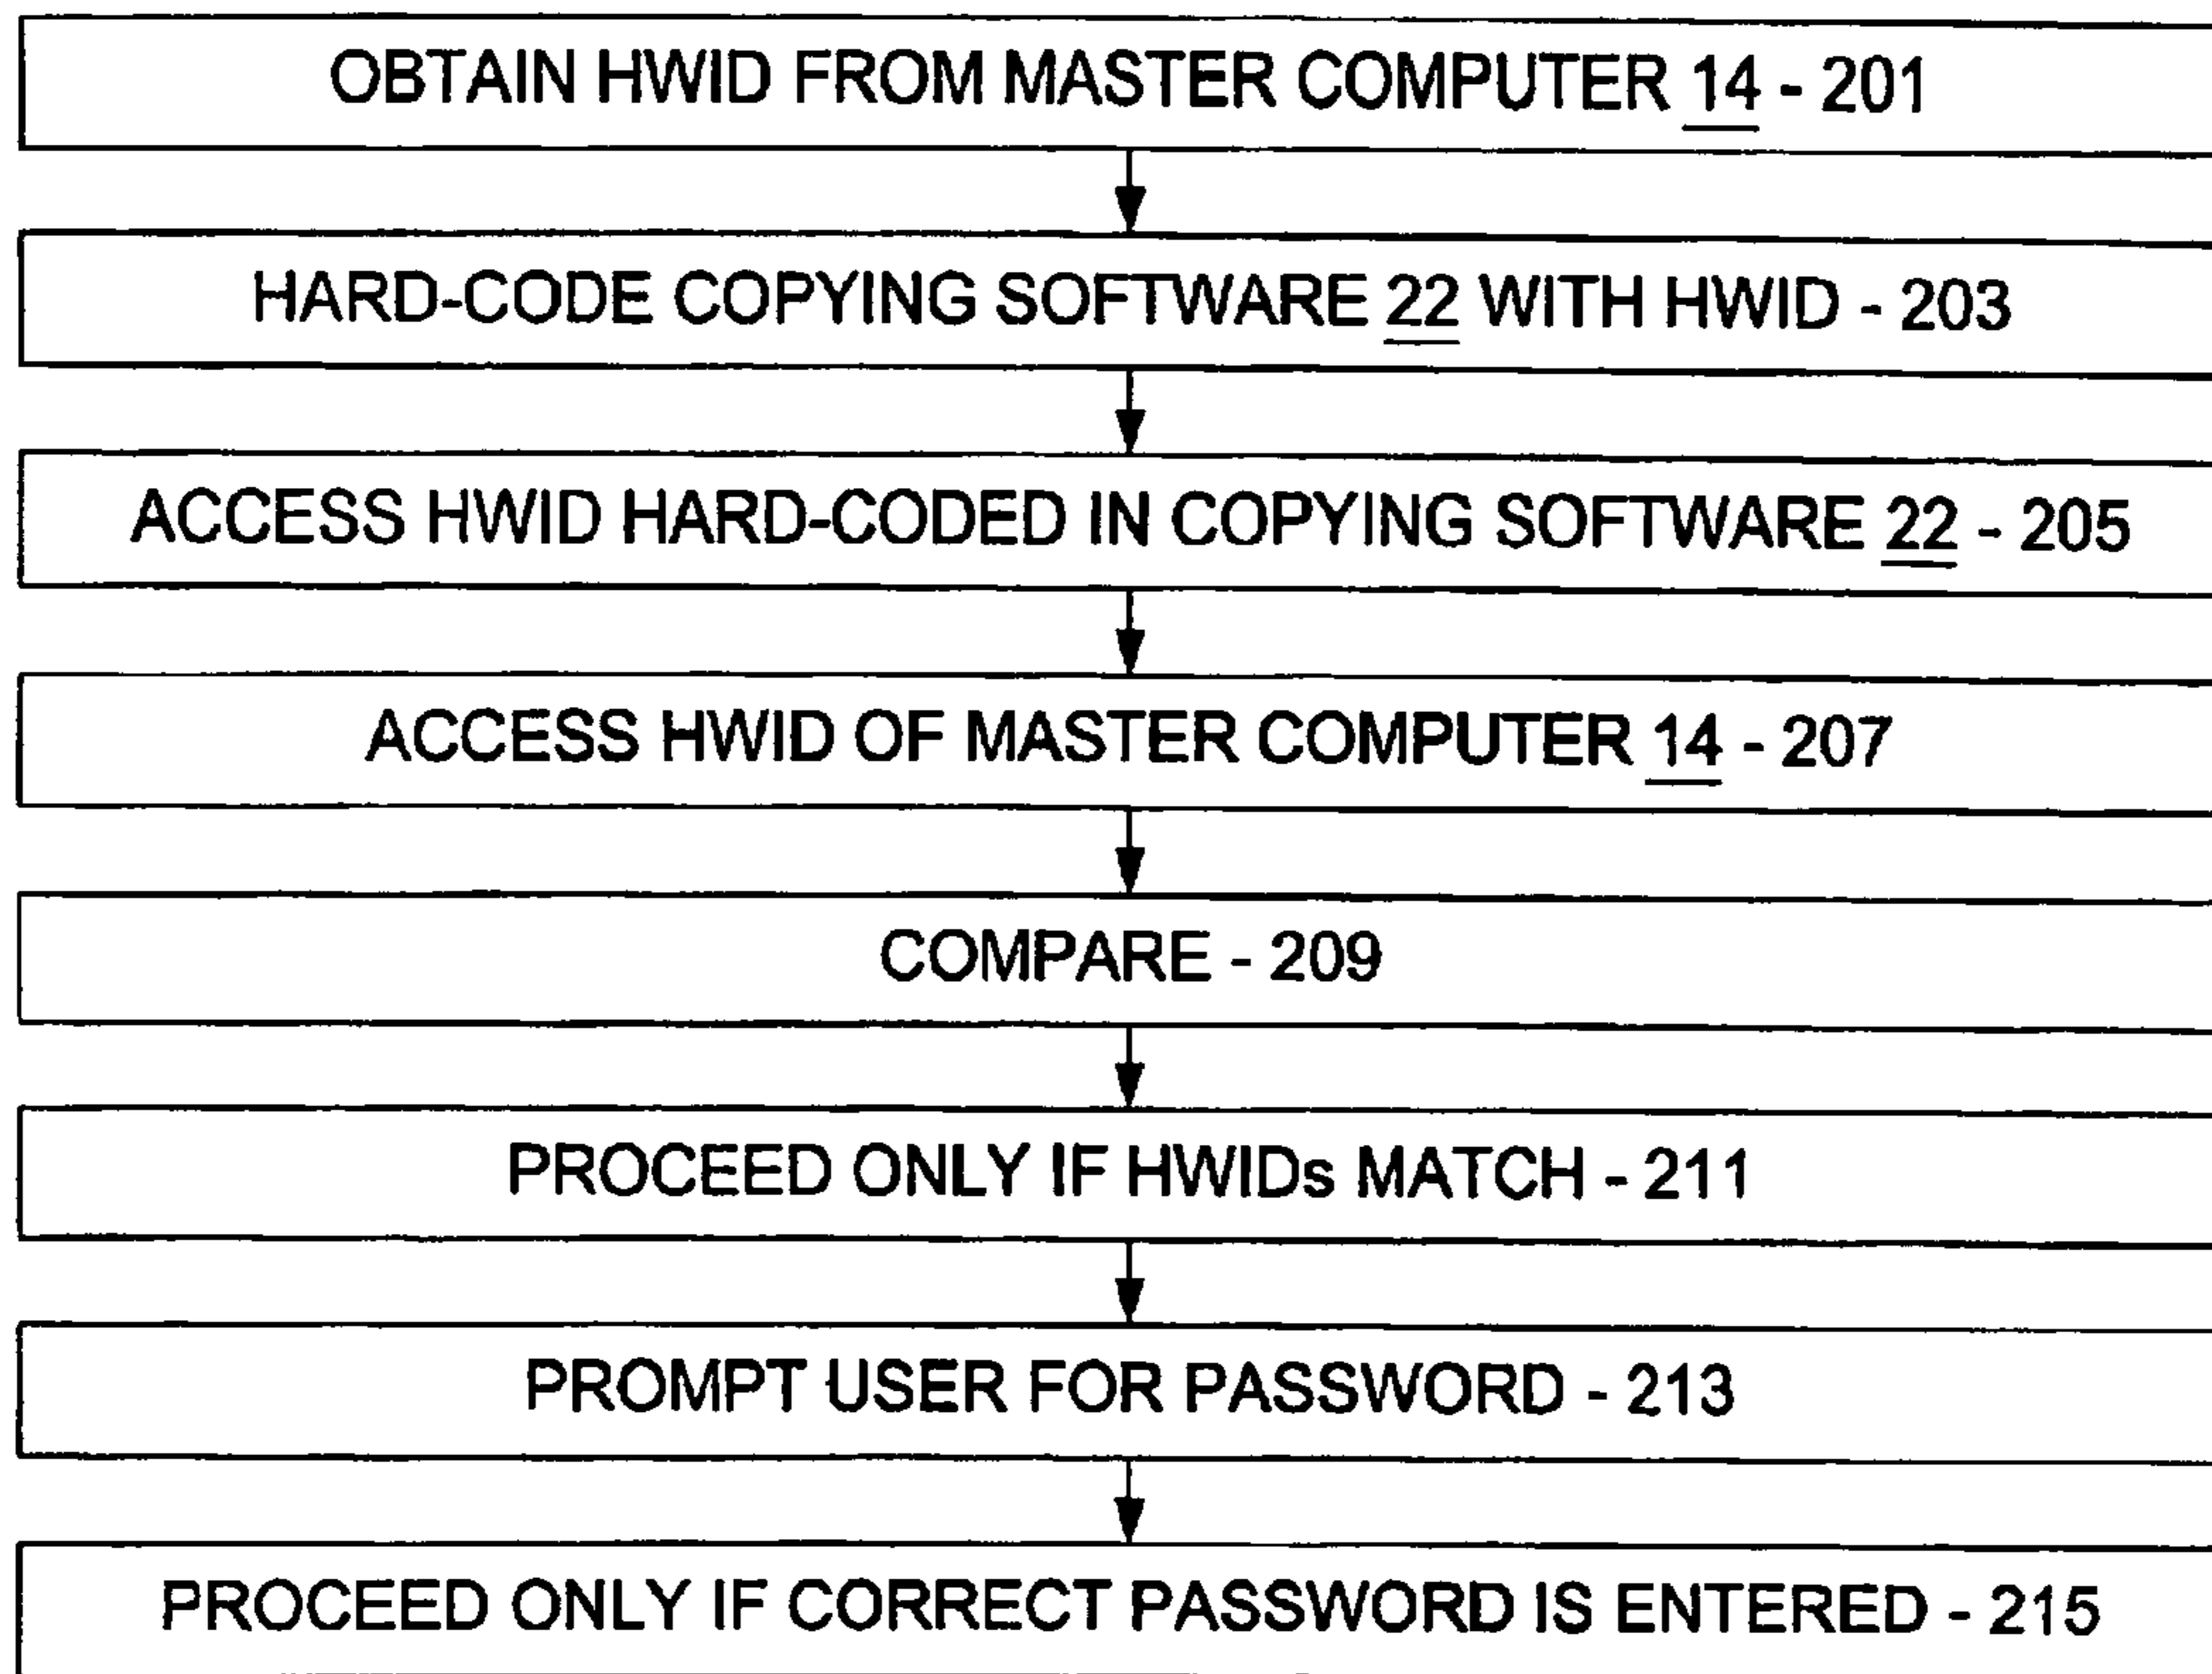 OBTAIN HWID FROM MASTER COMPUTER 14 - 201
HARD-CODE COPYING SOFTWARE 22 WITH HWID - 203
ACCESS HWID HARD-CODED IN COPYING SOFTWARE 22 - 205
ACCESS HWID OF MASTER COMPUTER 14 - 207
COMPARE - 209
PROCEED ONLY IF HWIDs MATCH - 211
PROMPT USER FOR PASSWORD - 213
PROCEED ONLY IF CORRECT PASSWORD IS ENTERED - 215